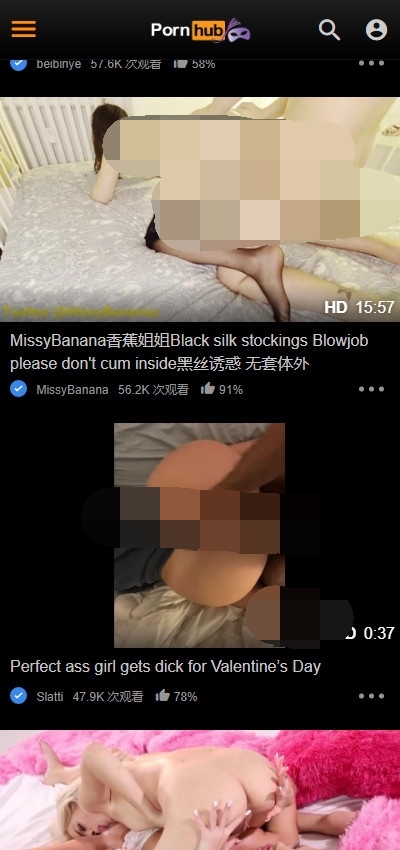 Porn hub
beibinye 57.6K 次观看 58%
HD 15:57
MissyBanana香蕉姐姐Black silk stockings Blowjob
please don't cum inside黑丝诱惑 无套体外
MissyBanana 56.2K 次观看 91%
0:37
Perfect ass girl gets dick for Valentine's Day
Slatti 47.9K 次观看 78%